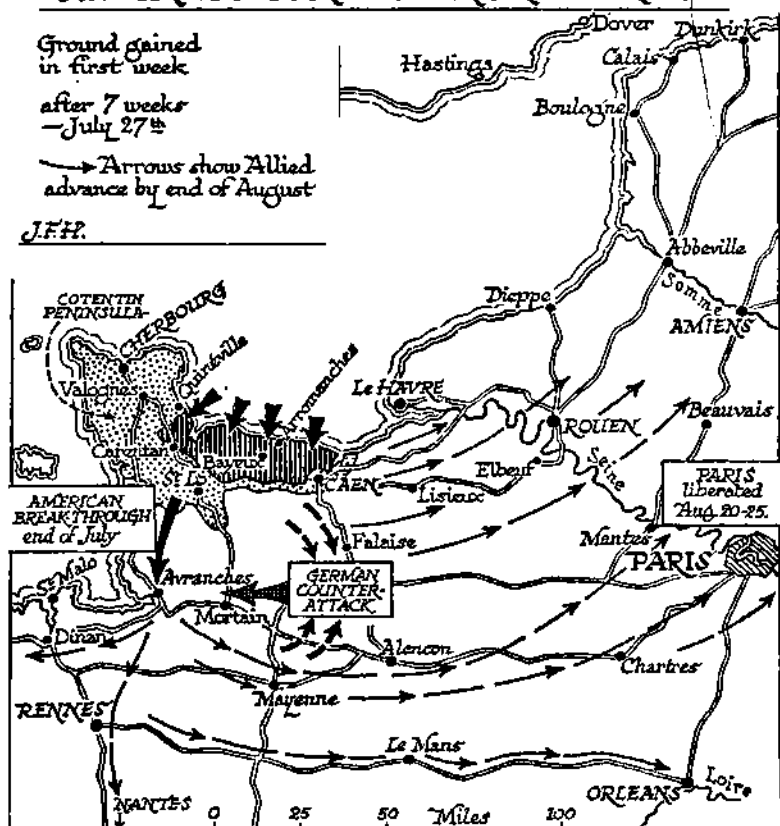 Ground gained
in first week
after 7 weeks
—July 27th
Arrows show Allied
advance by end of August
J.F.H.
Dover
Dunkirk
Calais
Hastings
Boulogne
Abbeville
Somme
Dieppe
AMIENS
COTENTIN
PENINSULA
CHERBOURG
Quinéville
Arromanches
Valognes
Le HAVRE
Beauvais
ROUEN
Carentan
Bayeux
St Lô
CAEN
Lisieux
Elbeuf
Seine
PARIS
liberated
Aug. 20-25.
AMERICAN
BREAK-THROUGH
end of July
Falaise
Mantes
PARIS
St Malo
Avranches
GERMAN
COUNTER-
ATTACK
Mortain
Dinan
Alencon
Chartres
Mayenne
RENNES
Le Mans
Loire
ORLEANS
NANTES
0 25 50 Miles 100